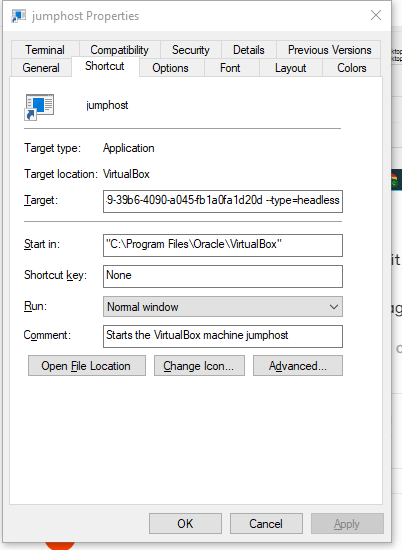 jumphost Properties
Terminal Compatibility Security Details Previous Versions
General Shortcut Options Font Layout Colors
jumphost
Target type: Application
Target location: VirtualBox
Target: 9-39b6-4090-a045-fb1a0fa1d20d --type=headless
Start in: "C:\Program Files\Oracle\VirtualBox"
Shortcut key: None
Run: Normal window
Comment: Starts the VirtualBox machine jumphost
Open File Location Change Icon... Advanced...
OK Cancel Apply